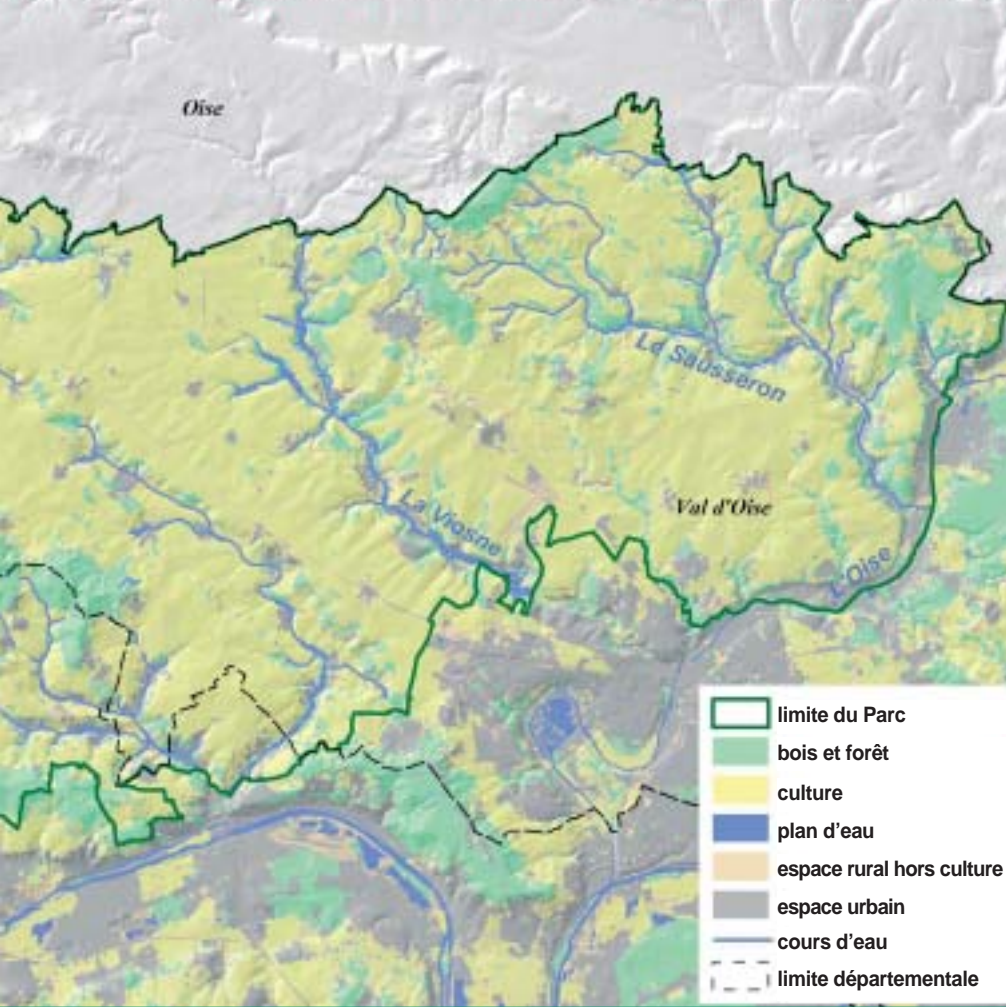 Oise
Le Sausseron
La Viosne
Val d'Oise
L'Oise
limite du Parc
bois et forêt
culture
plan d'eau
espace rural hors culture
espace urbain
cours d'eau
limite départementale